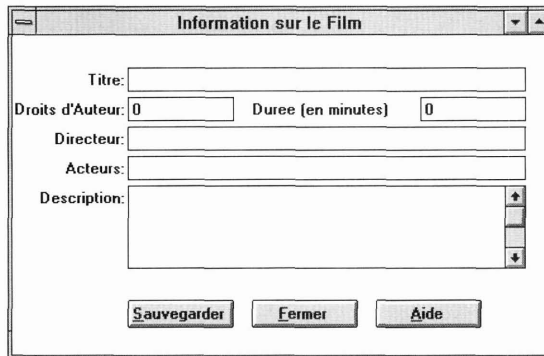 Information sur le Film
Titre:
Droits d'Auteur: 0 Duree (en minutes) 0
Directeur:
Acteurs:
Description:
Sauvegarder Fermer Aide